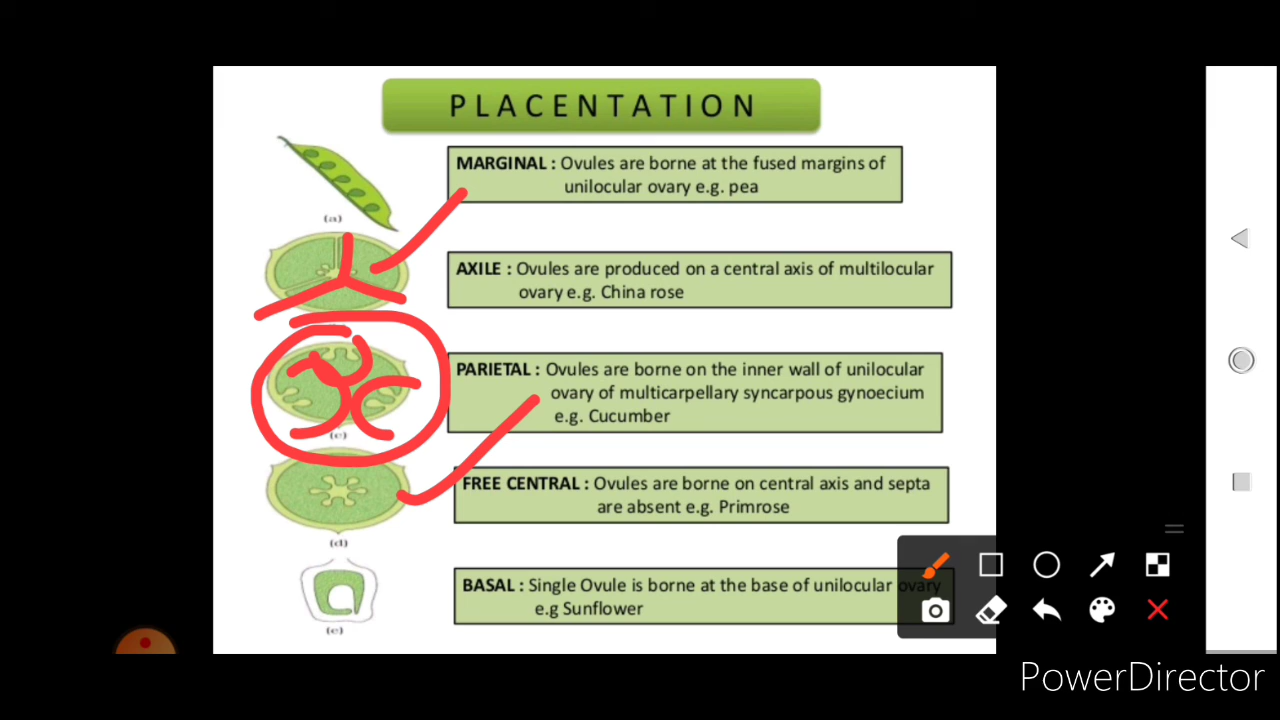 PLACENTATION
MARGINAL : Ovules are borne at the fused margins of
unilocular ovary e.g. pea
(a)
AXILE : Ovules are produced on a central axis of multilocular
ovary e.g. China rose
PARIETAL : Ovules are borne on the inner wall of unilocular
ovary of multicarpellary syncarpous gynoecium
e.g. Cucumber
(c)
FREE CENTRAL : Ovules are borne on central axis and septa
are absent e.g. Primrose
(d)
BASAL : Single Ovule is borne at the base of unilocular ovary
e.g Sunflower
(e)
PowerDirector